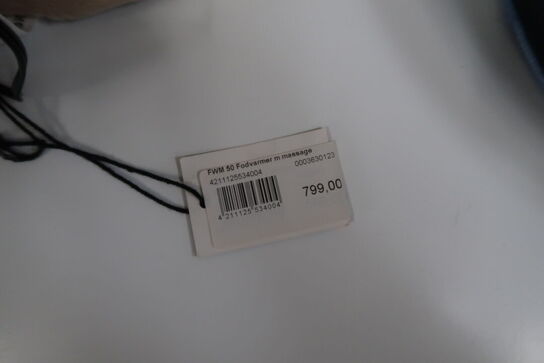 FWM 50 Fodvarmer m massage
4211125534004 0003630123
799,00
4 211125 534004